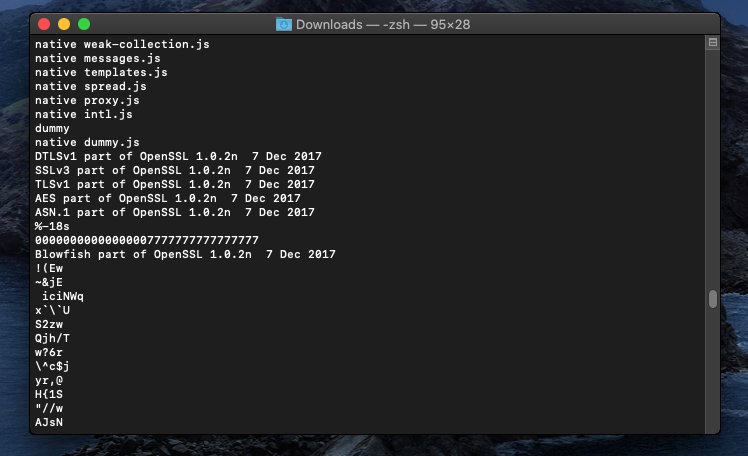 Downloads — -zsh — 95×28
native weak-collection.js
native messages.js
native templates.js
native spread.js
native proxy.js
native intl.js
dummy
native dummy.js
DTLSv1 part of OpenSSL 1.0.2n  7 Dec 2017
SSLv3 part of OpenSSL 1.0.2n  7 Dec 2017
TLSv1 part of OpenSSL 1.0.2n  7 Dec 2017
AES part of OpenSSL 1.0.2n  7 Dec 2017
ASN.1 part of OpenSSL 1.0.2n  7 Dec 2017
%-18s
00000000000000007777777777777777
Blowfish part of OpenSSL 1.0.2n  7 Dec 2017
!(Ew
~&jE
 iciNWq
x`\`U
S2zw
Qjh/T
w?6r
\^c$j
yr,@
H{1S
"//w
AJsN